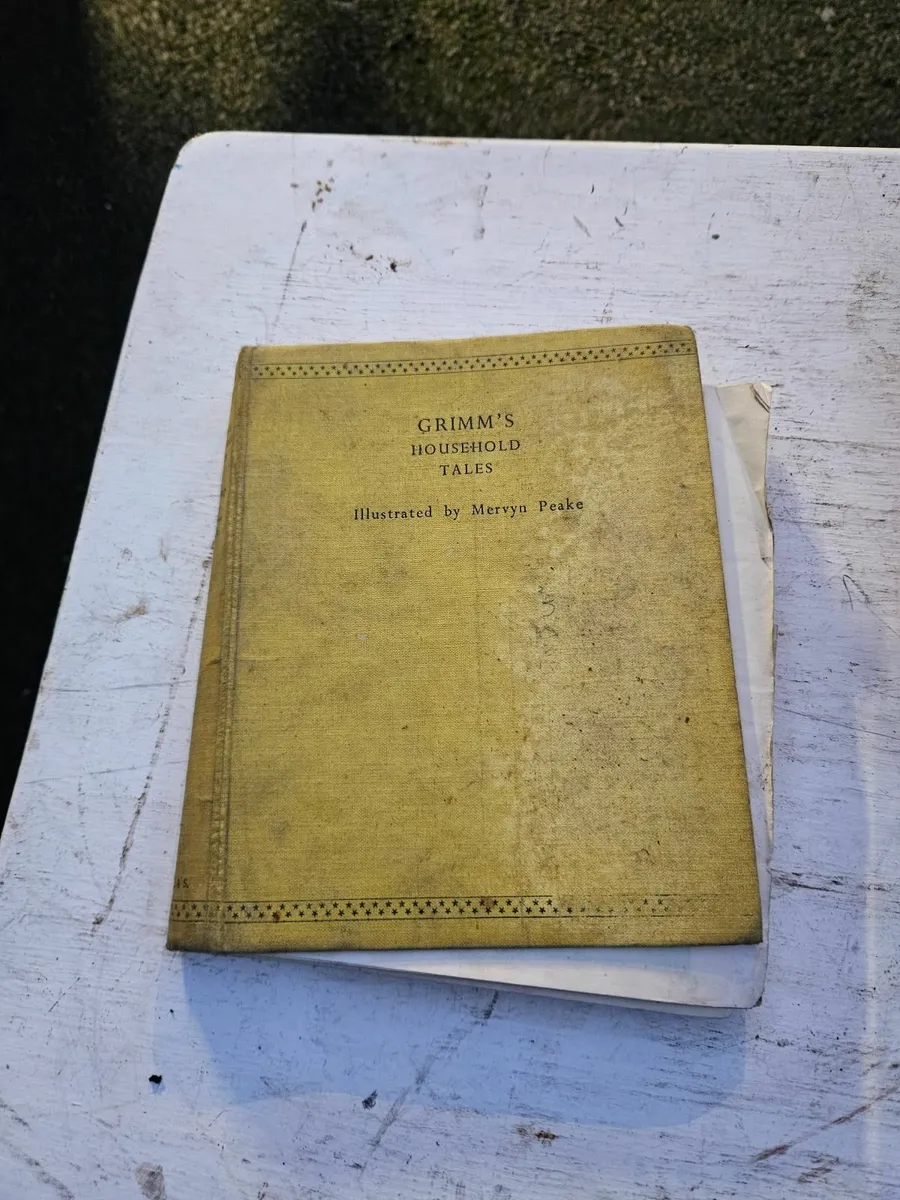 GRIMM'S
HOUSEHOLD
TALES
Illustrated by Mervyn Peake